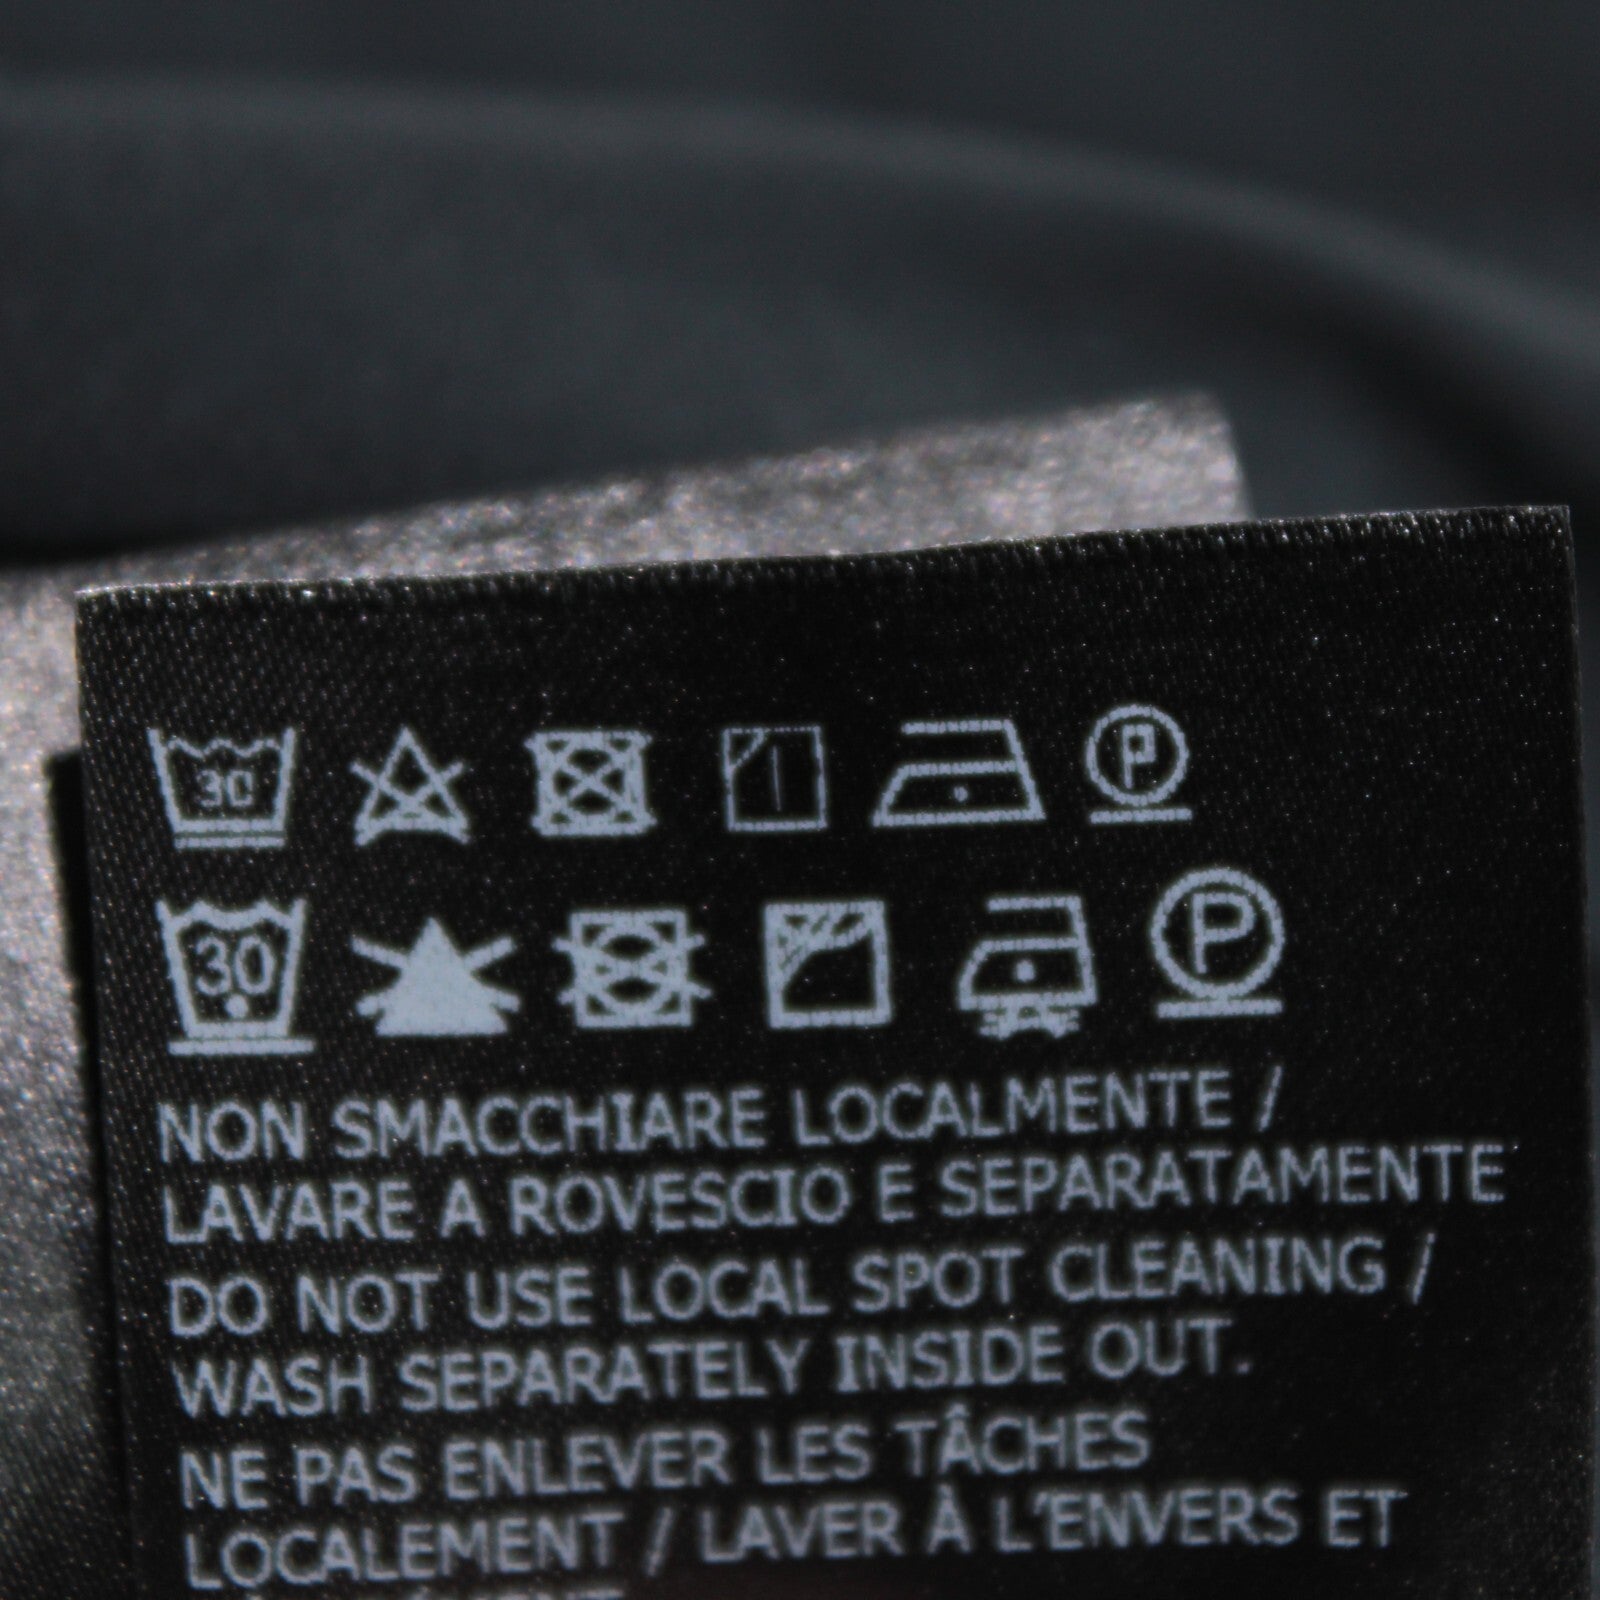 30
P
30
P
NON SMACCHIARE LOCALMENTE /
LAVARE A ROVESCIO E SEPARATAMENTE
DO NOT USE LOCAL SPOT CLEANING /
WASH SEPARATELY INSIDE OUT.
NE PAS ENLEVER LES TÂCHES
LOCALEMENT / LAVER À L'ENVERS ET